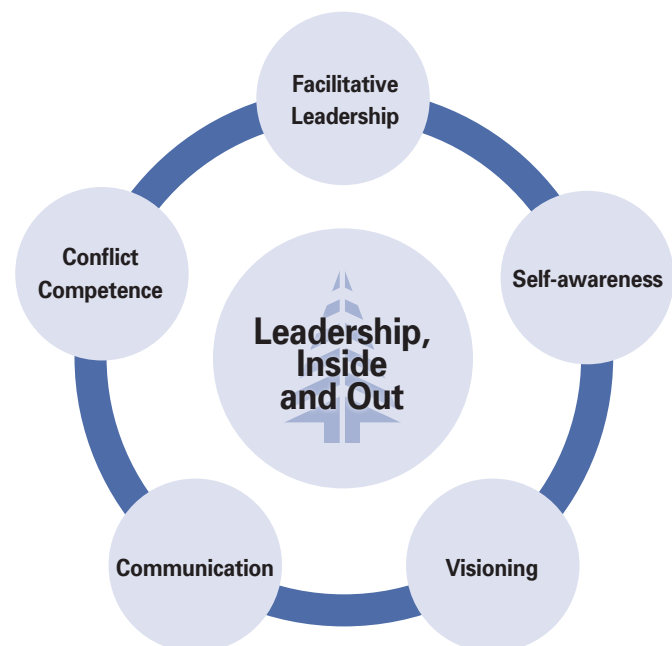 Facilitative
Leadership
Conflict
Competence
Self-awareness
Leadership,
Inside
and Out
Communication
Visioning